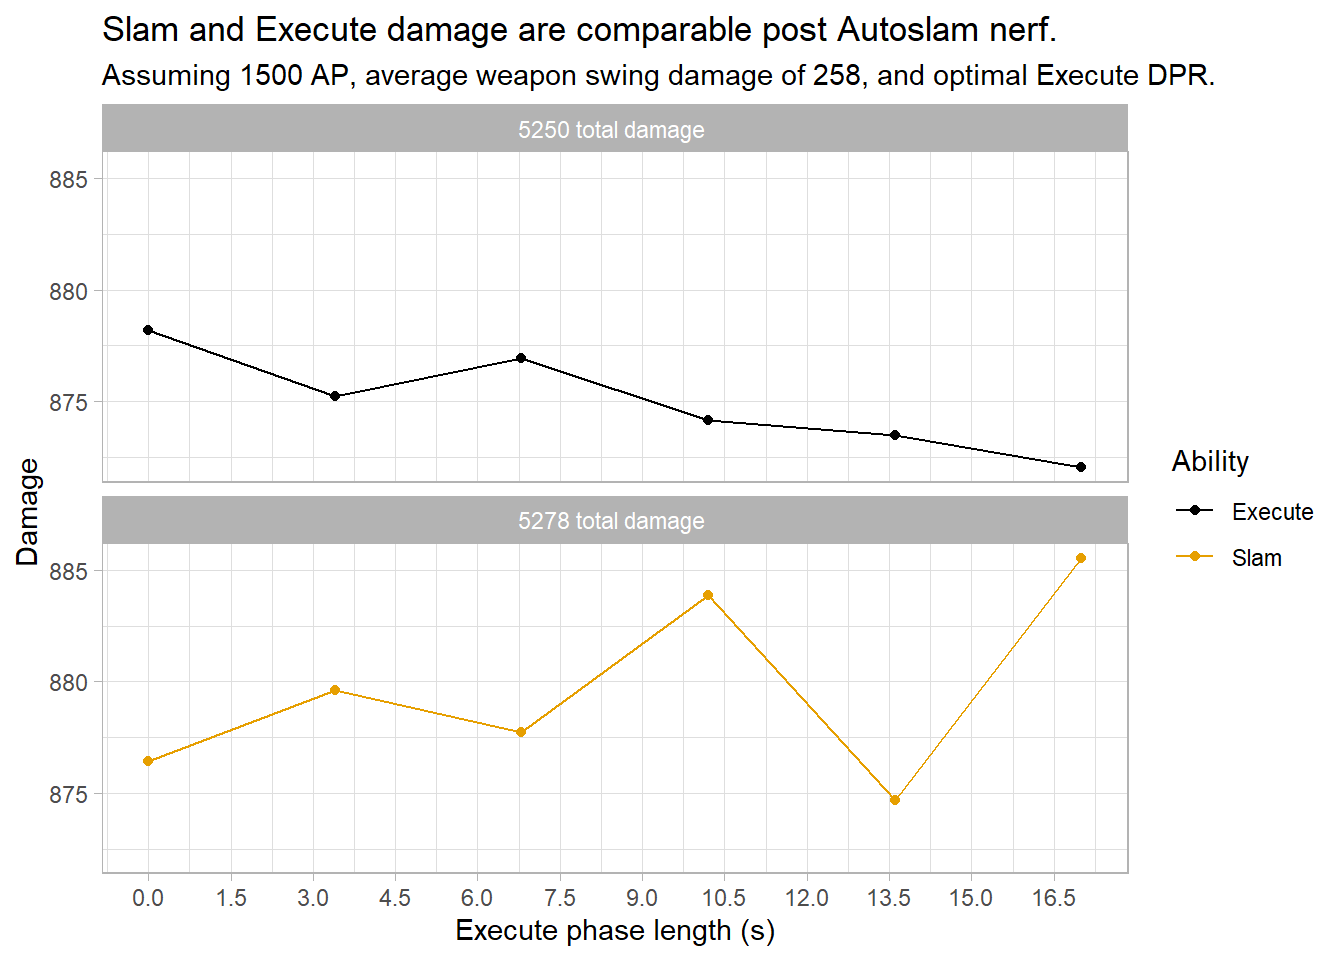 Slam and Execute damage are comparable post Autoslam nerf.
Assuming 1500 AP, average weapon swing damage of 258, and optimal Execute DPR.
5250 total damage
885
880
875
5278 total damage
885
880
875
0.0 1.5 3.0 4.5 6.0 7.5 9.0 10.5 12.0 13.5 15.0 16.5
Execute phase length (s)
Damage
Ability
Execute
Slam